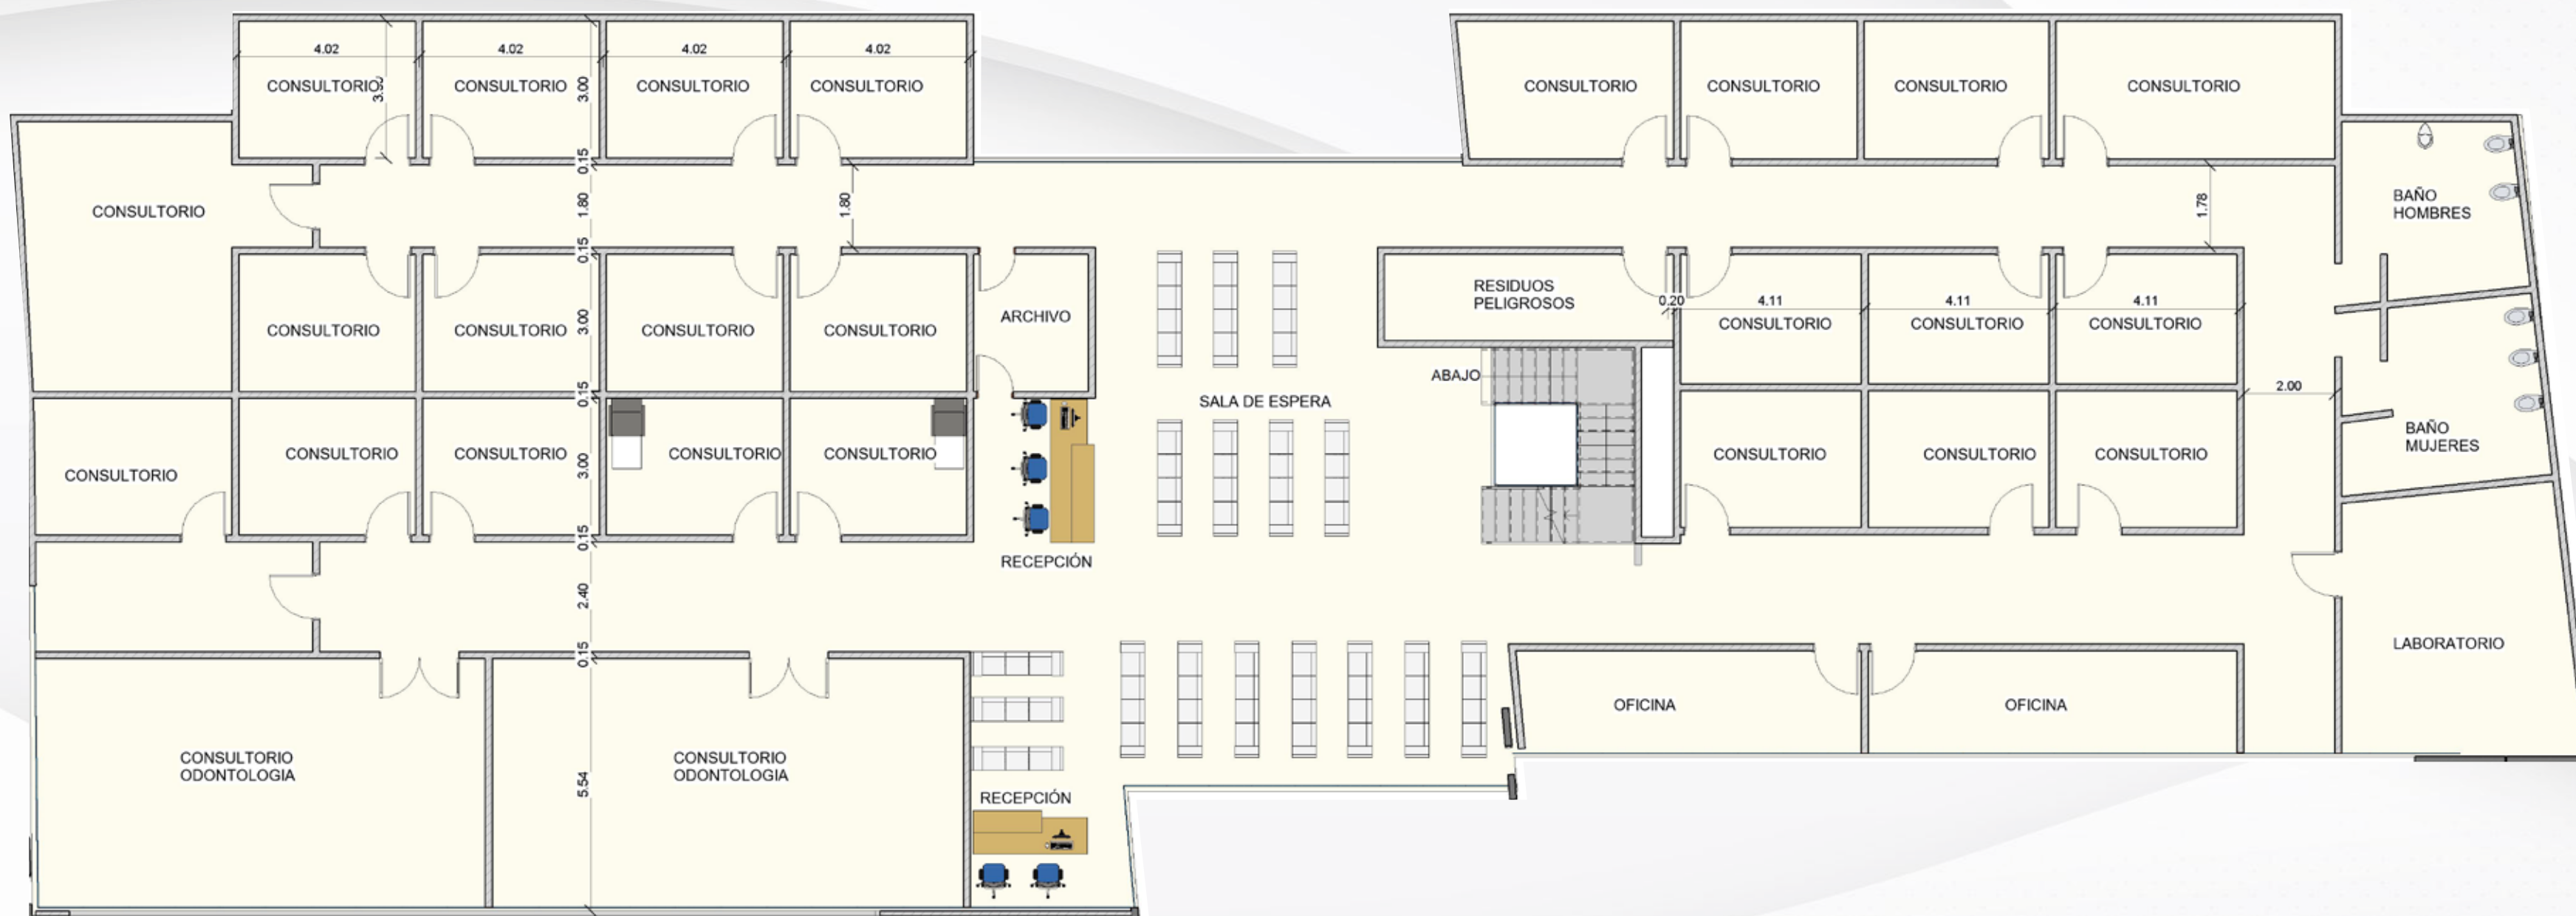 4.02
4.02
4.02
4.02
CONSULTORIO
CONSULTORIO
CONSULTORIO
CONSULTORIO
3.00
0.15
1.80
0.15
3.00
0.15
3.00
0.15
2.40
0.15
5.54
1.80
CONSULTORIO
CONSULTORIO
CONSULTORIO
CONSULTORIO
CONSULTORIO
ARCHIVO
CONSULTORIO
CONSULTORIO
CONSULTORIO
CONSULTORIO
CONSULTORIO
RECEPCIÓN
SALA DE ESPERA
CONSULTORIO
ODONTOLOGIA
CONSULTORIO
ODONTOLOGIA
RECEPCIÓN
CONSULTORIO
CONSULTORIO
CONSULTORIO
CONSULTORIO
1.78
BAÑO
HOMBRES
RESIDUOS
PELIGROSOS
0.20
4.11
4.11
4.11
CONSULTORIO
CONSULTORIO
CONSULTORIO
ABAJO
2.00
CONSULTORIO
CONSULTORIO
CONSULTORIO
BAÑO
MUJERES
LABORATORIO
OFICINA
OFICINA